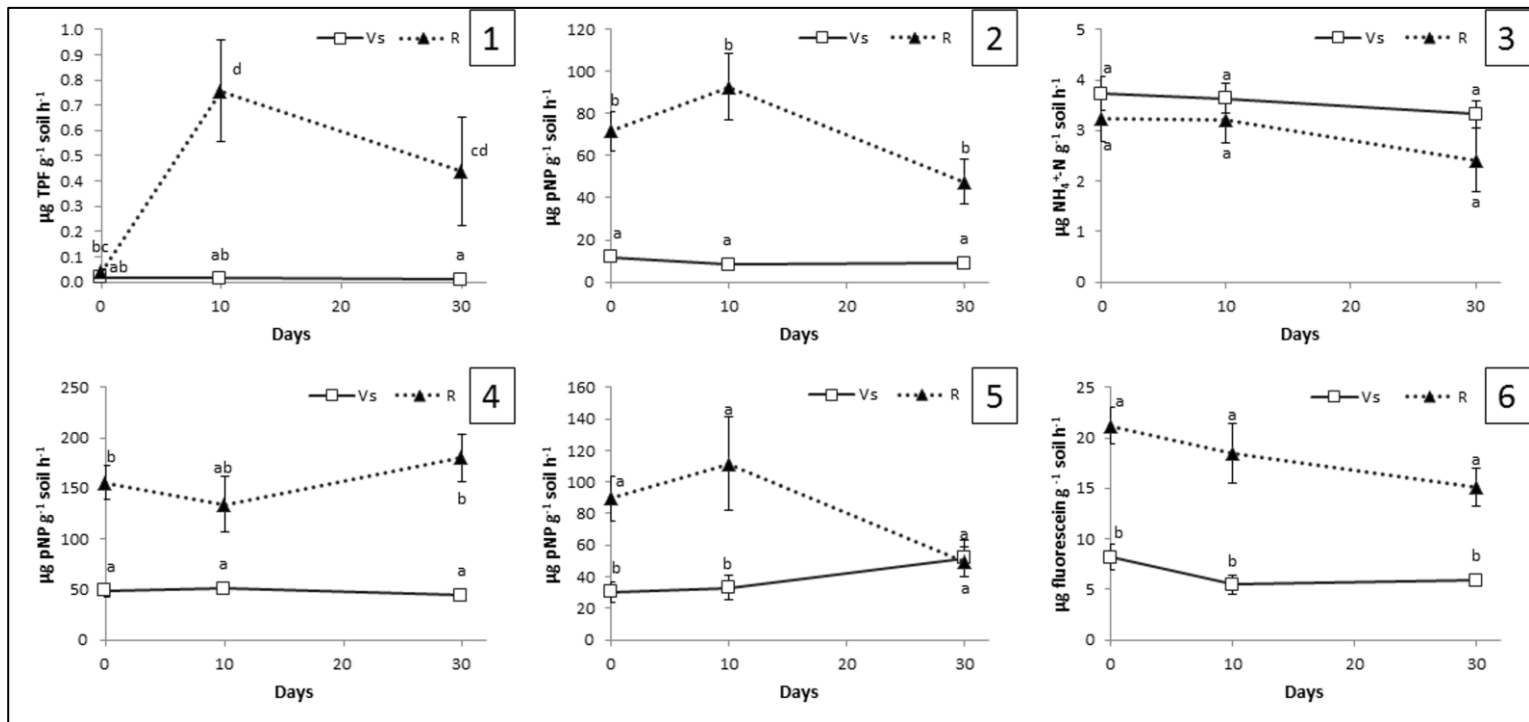 Vs R 1
µg TPF g⁻¹ soil h⁻¹
1.0
0.9
0.8
0.7
0.6
0.5
0.4
0.3
0.2
0.1
0.0
bc ab ab d a cd
0 10 20 30
Days
Vs R 2
µg pNP g⁻¹ soil h⁻¹
120
100
80
60
40
20
0
b b b
a a a
0 10 20 30
Days
Vs R 3
µg NH₄⁺-N g⁻¹ soil h⁻¹
5
4
3
2
1
0
a a a
a a a
0 10 20 30
Days
Vs R 4
µg pNP g⁻¹ soil h⁻¹
250
200
150
100
50
0
b ab b
a a a
0 10 20 30
Days
Vs R 5
µg pNP g⁻¹ soil h⁻¹
160
140
120
100
80
60
40
20
0
a a a
b b a
0 10 20 30
Days
Vs R 6
µg fluorescein g⁻¹ soil h⁻¹
25
20
15
10
5
0
a a a
b b b
0 10 20 30
Days